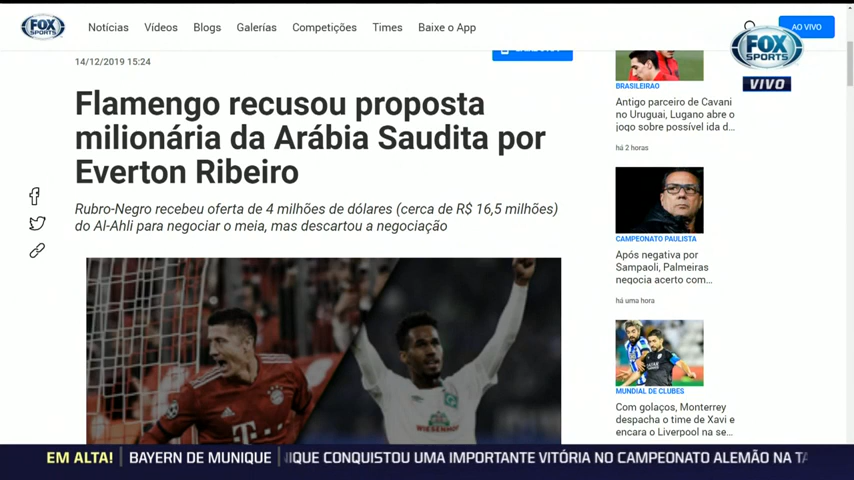 FOX SPORTS
Notícias Vídeos Blogs Galerías Competições Times Baixe o App
AO VIVO
FOX SPORTS
VIVO
14/12/2019 15:24
Flamengo recusou proposta
milionária da Arábia Saudita por
Everton Ribeiro
Rubro-Negro recebeu oferta de 4 milhões de dólares (cerca de R$ 16,5 milhões)
do Al-Ahli para negociar o meia, mas descartou a negociação
WIESENHOF
BRASILEIRAO
Antigo parceiro de Cavani
no Uruguai, Lugano abre o
jogo sobre possível ida d...
há 2 horas
CAMPEONATO PAULISTA
Após negativa por
Sampaoli, Palmeiras
negocia acerto com...
há uma hora
MUNDIAL DE CLUBES
Com golaços, Monterrey
despacha o time de Xavi e
encara o Liverpool na se...
EM ALTA! BAYERN DE MUNIQUE IQUE CONQUISTOU UMA IMPORTANTE VITÓRIA NO CAMPEONATO ALEMÃO NA TA